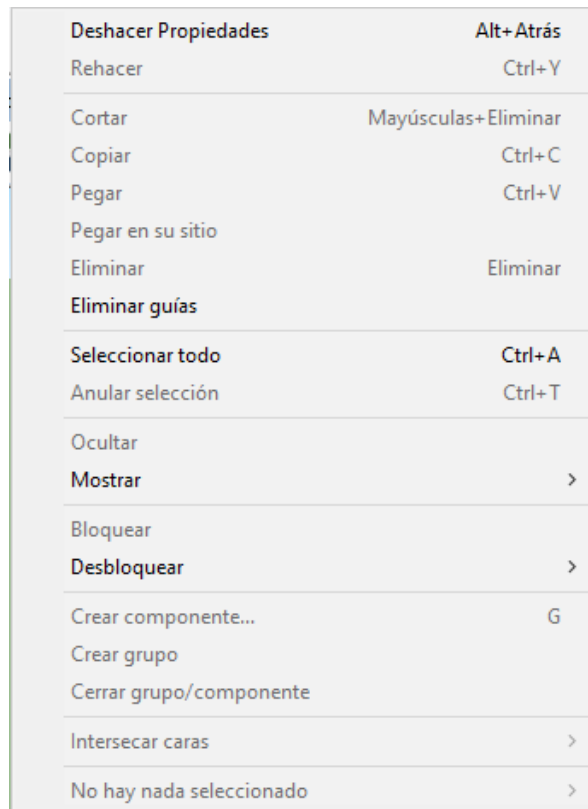 Deshacer Propiedades Alt+Atrás
Rehacer Ctrl+Y
Cortar Mayúsculas+Eliminar
Copiar Ctrl+C
Pegar Ctrl+V
Pegar en su sitio
Eliminar Eliminar
Eliminar guías
Seleccionar todo Ctrl+A
Anular selección Ctrl+T
Ocultar
Mostrar
Bloquear
Desbloquear
Crear componente... G
Crear grupo
Cerrar grupo/componente
Intersecar caras
No hay nada seleccionado